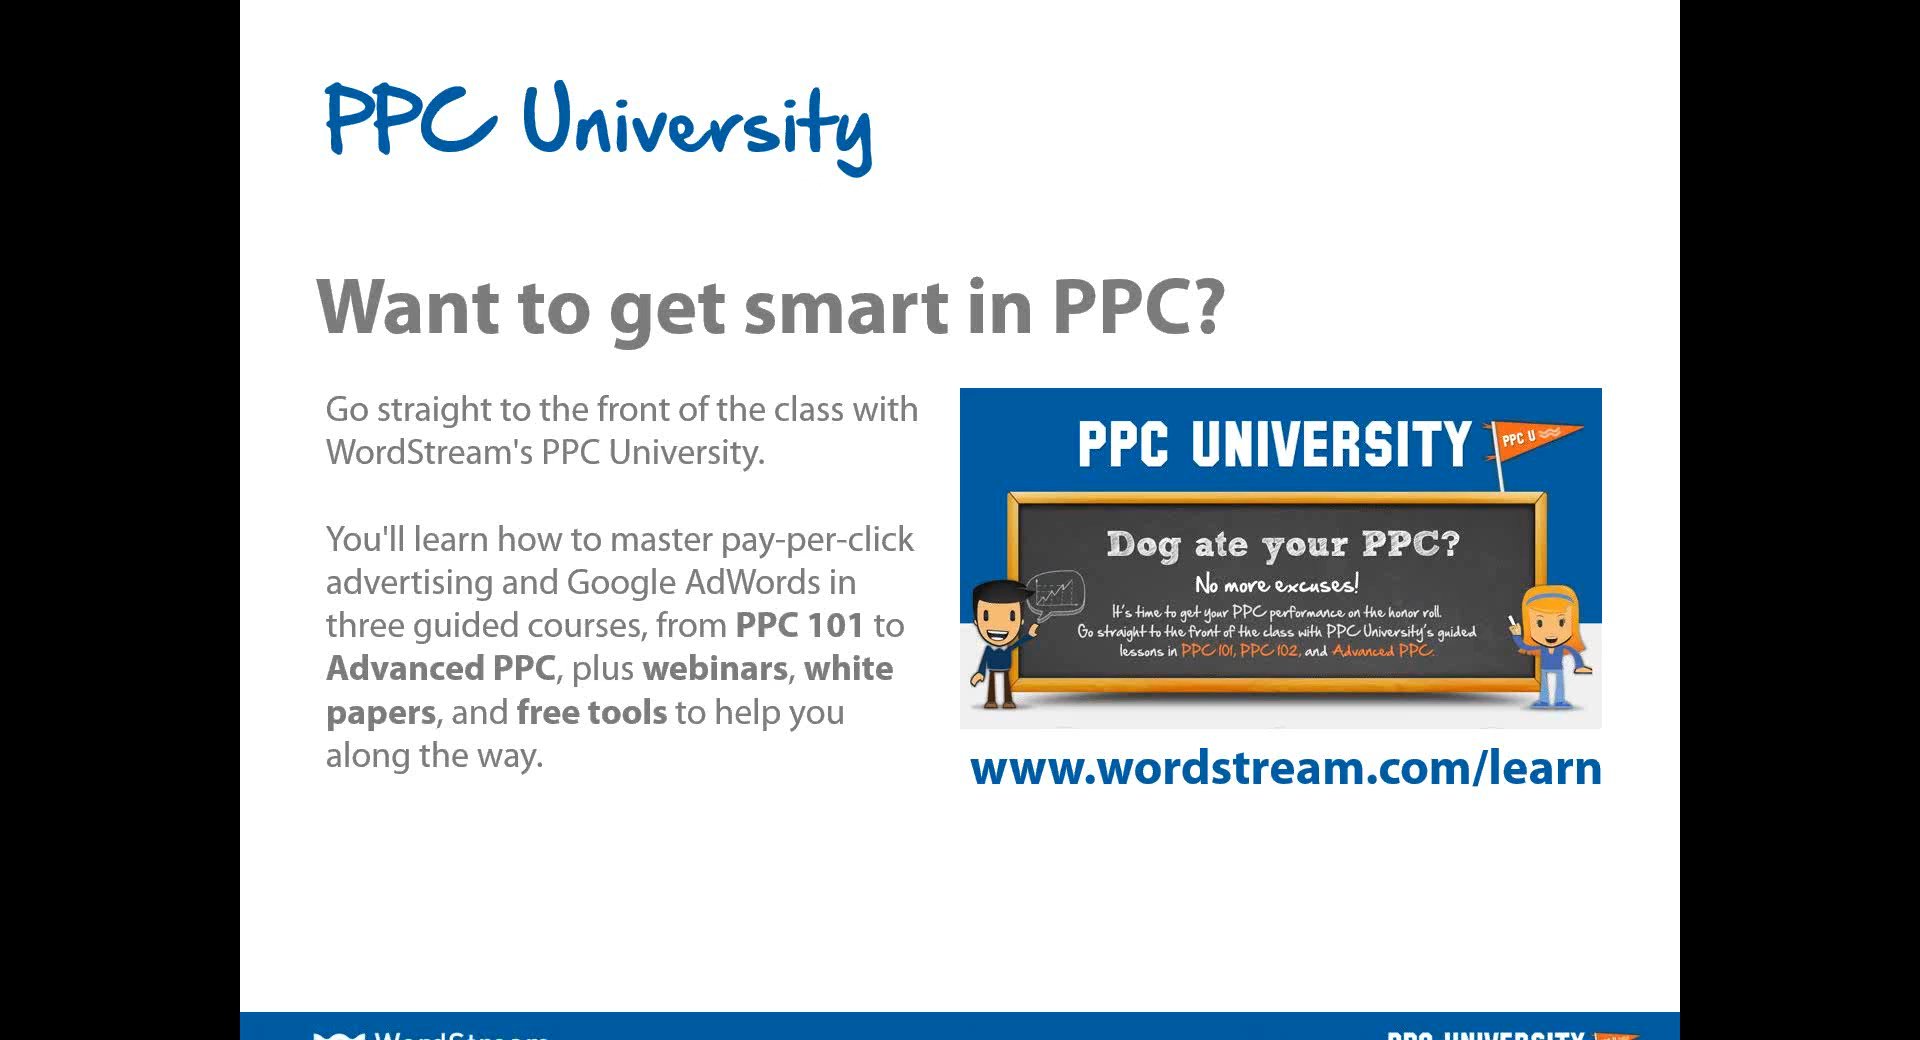 PPC University
Want to get smart in PPC?
Go straight to the front of the class with
WordStream's PPC University.
You'll learn how to master pay-per-click
advertising and Google AdWords in
three guided courses, from PPC 101 to
Advanced PPC, plus webinars, white
papers, and free tools to help you
along the way.
PPC UNIVERSITY
PPC U
Dog ate your PPC?
No more excuses!
It's time to get your PPC performance on the honor roll.
Go straight to the front of the class with PPC University's guided
lessons in PPC 101, PPC 102, and Advanced PPC.
www.wordstream.com/learn
WordStream
PPC UNIVERSITY